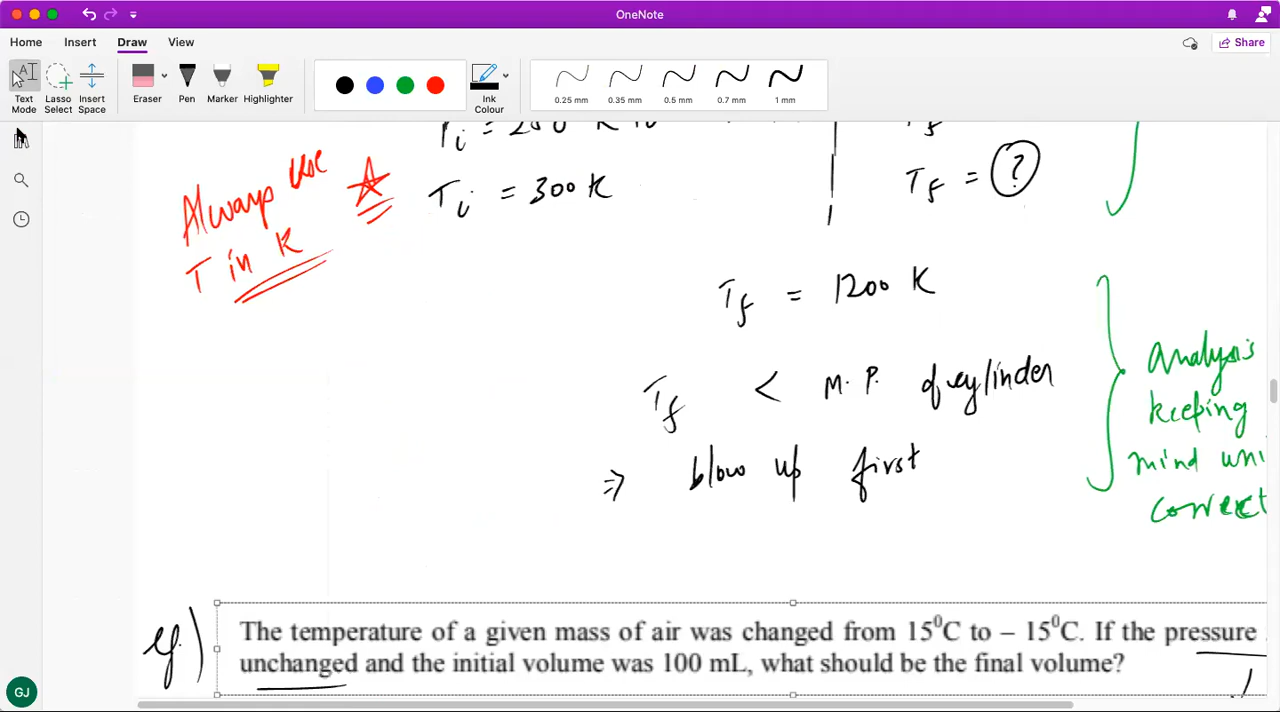 OneNote
Home Insert Draw View
Share
Text Mode
Lasso Select
Insert Space
Eraser
Pen
Marker
Highlighter
Ink Colour
0.25 mm 0.35 mm 0.5 mm 0.7 mm 1 mm
Always use
T in K
Ti = 300 K
Tf = ?
Tf = 1200 K
Tf < M.P. of cylinder
⇒ blow up first
analysis
keeping
mind uni
correct
eg.)
The temperature of a given mass of air was changed from 15⁰C to – 15⁰C. If the pressure
unchanged and the initial volume was 100 mL, what should be the final volume?
GJ